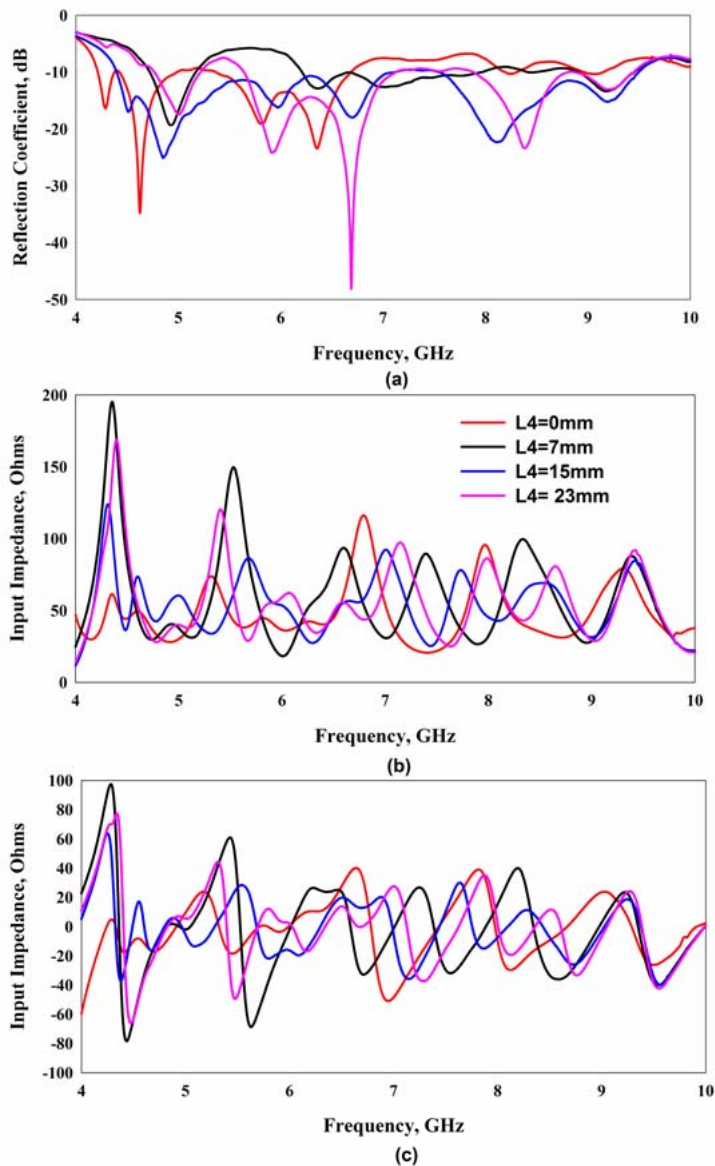 0
-10
-20
-30
-40
-50
Reflection Coefficient, dB
4 5 6 7 8 9 10
Frequency, GHz
(a)
200
150
100
50
0
Input Impedance, Ohms
L4=0mm
L4=7mm
L4=15mm
L4= 23mm
4 5 6 7 8 9 10
Frequency, GHz
(b)
100
80
60
40
20
0
-20
-40
-60
-80
-100
Input Impedance, Ohms
4 5 6 7 8 9 10
Frequency, GHz
(c)